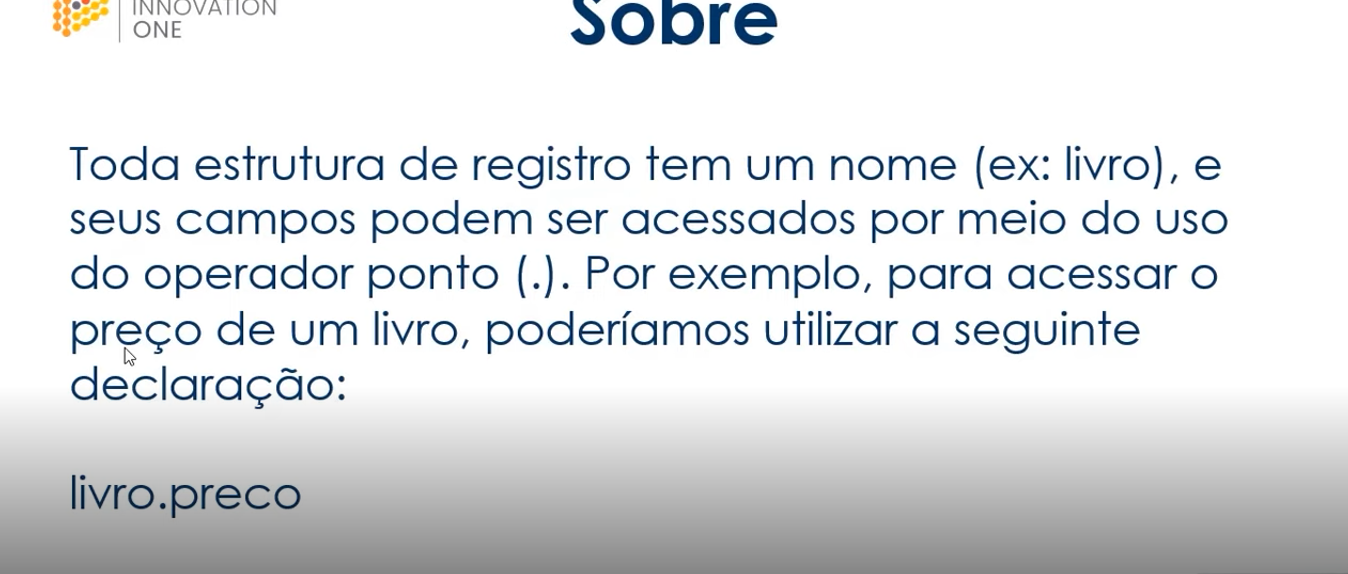 INNOVATION
ONE
Sobre
Toda estrutura de registro tem um nome (ex: livro), e
seus campos podem ser acessados por meio do uso
do operador ponto (.). Por exemplo, para acessar o
preço de um livro, poderíamos utilizar a seguinte
declaração:
livro.preco